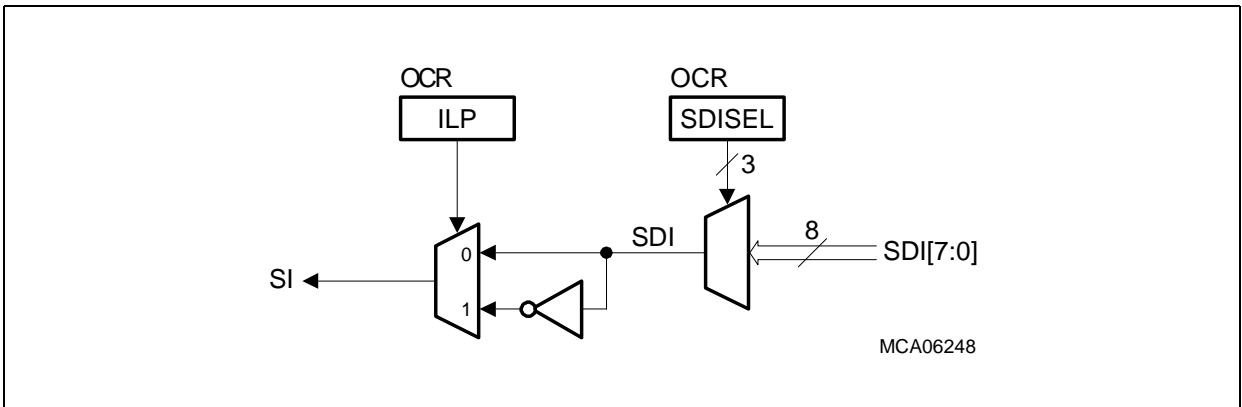 OCR
OCR
ILP
SDISEL
3
8
SDI
SDI[7:0]
0
SI
1
MCA06248